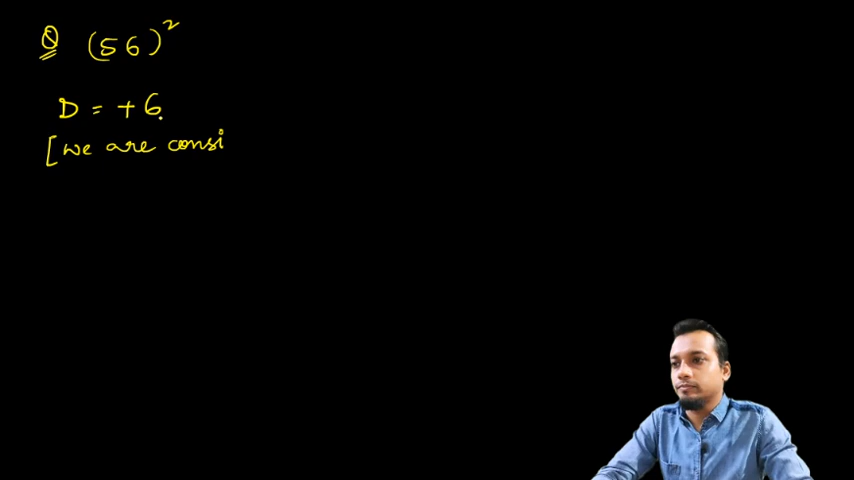 Q (56)²
D = +6.
[we are consi